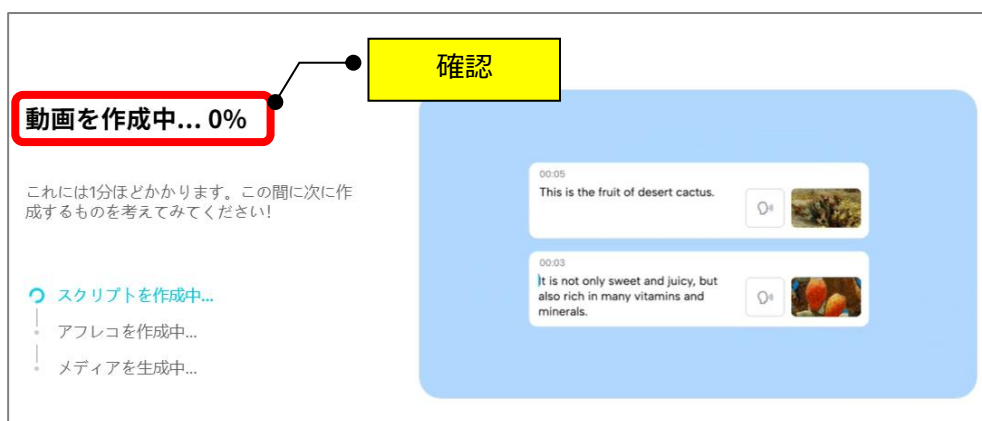 確認
動画を作成中... 0%
これには1分ほどかかります。この間に次に作
成するものを考えてみてください!
スクリプトを作成中...
アフレコを作成中...
メディアを生成中...
00:05
This is the fruit of desert cactus.
00:03
It is not only sweet and juicy, but
also rich in many vitamins and
minerals.